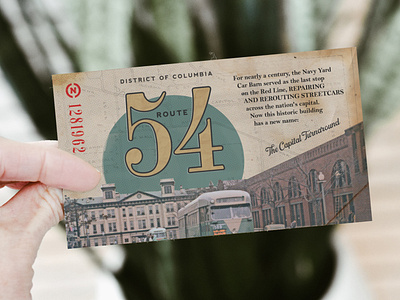 DISTRICT OF COLUMBIA
ROUTE
54
1281962
For nearly a century, the Navy Yard
Car Barn served as the last stop
on the Red Line, REPAIRING
AND REROUTING STREETCARS
across the nation's capital.
Now this historic building
has a new name:
The Capital Turnaround